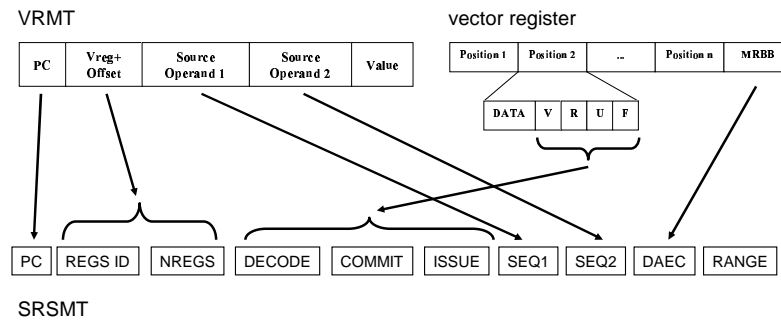 VRMT
vector register
PC
Vreg+
Offset
Source
Operand 1
Source
Operand 2
Value
Position 1
Position 2
...
Position n
MRBB
DATA
V
R
U
F
PC
REGS ID
NREGS
DECODE
COMMIT
ISSUE
SEQ1
SEQ2
DAEC
RANGE
SRSMT